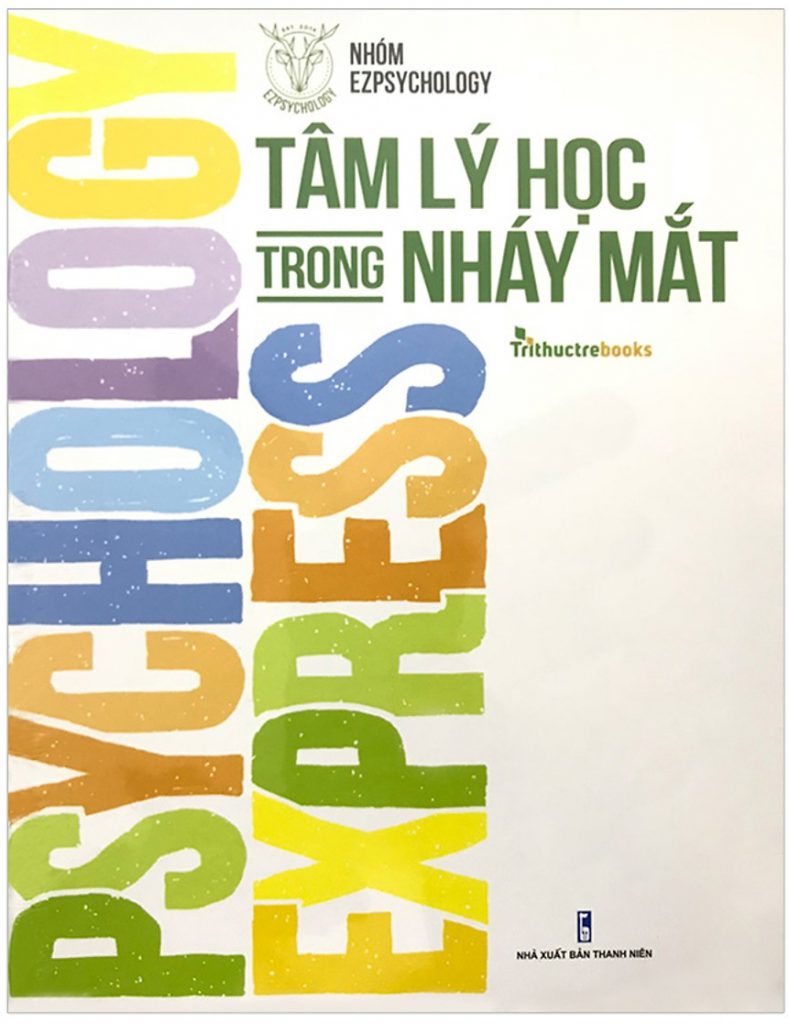 NHÓM
EZPSYCHOLOGY
EST. 2014
EZPSYCHOLOGY
TÂM LÝ HỌC
TRONG NHÁY MẮT
Trithuctrebooks
PSYCHOLOGY
EXPRESS
NHÀ XUẤT BẢN THANH NIÊN